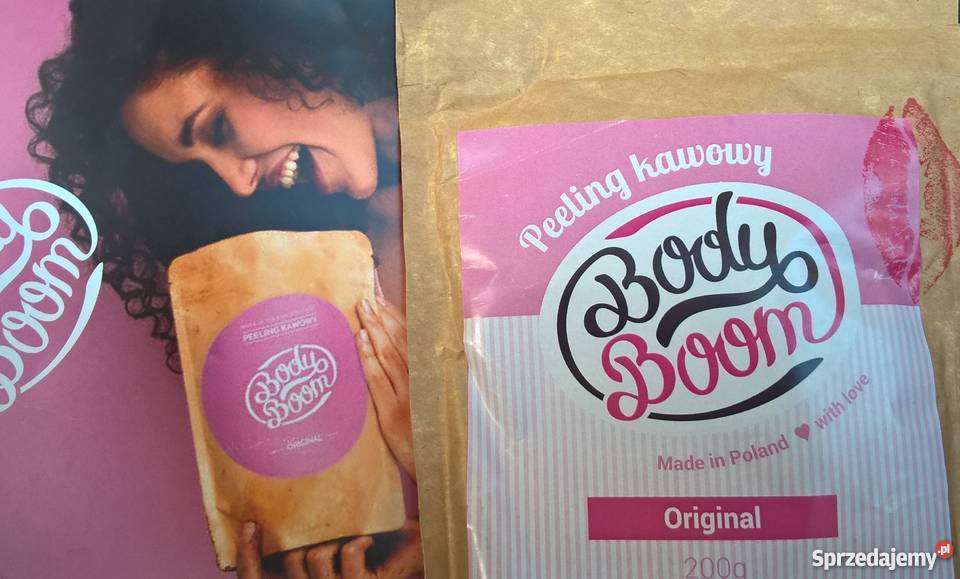 Body
Boom
PEELING KAWOWY
Body
Boom
ORIGINAL
Peeling kawowy
Body
Boom
Made in Poland with love
Original
200g
Sprzedajemy.pl